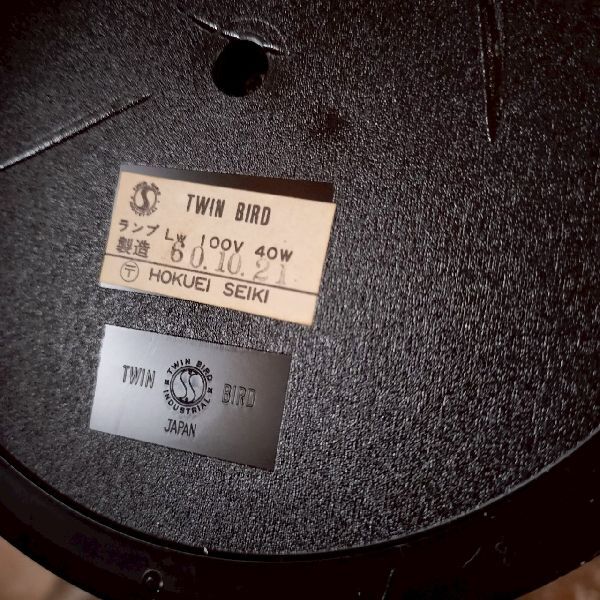 TWIN BIRD
ランプ LW 100V 40W
製造 60.10.21
〒 HOKUEI SEIKI
TWIN BIRD
TWIN BIRD
INDUSTRIAL
JAPAN